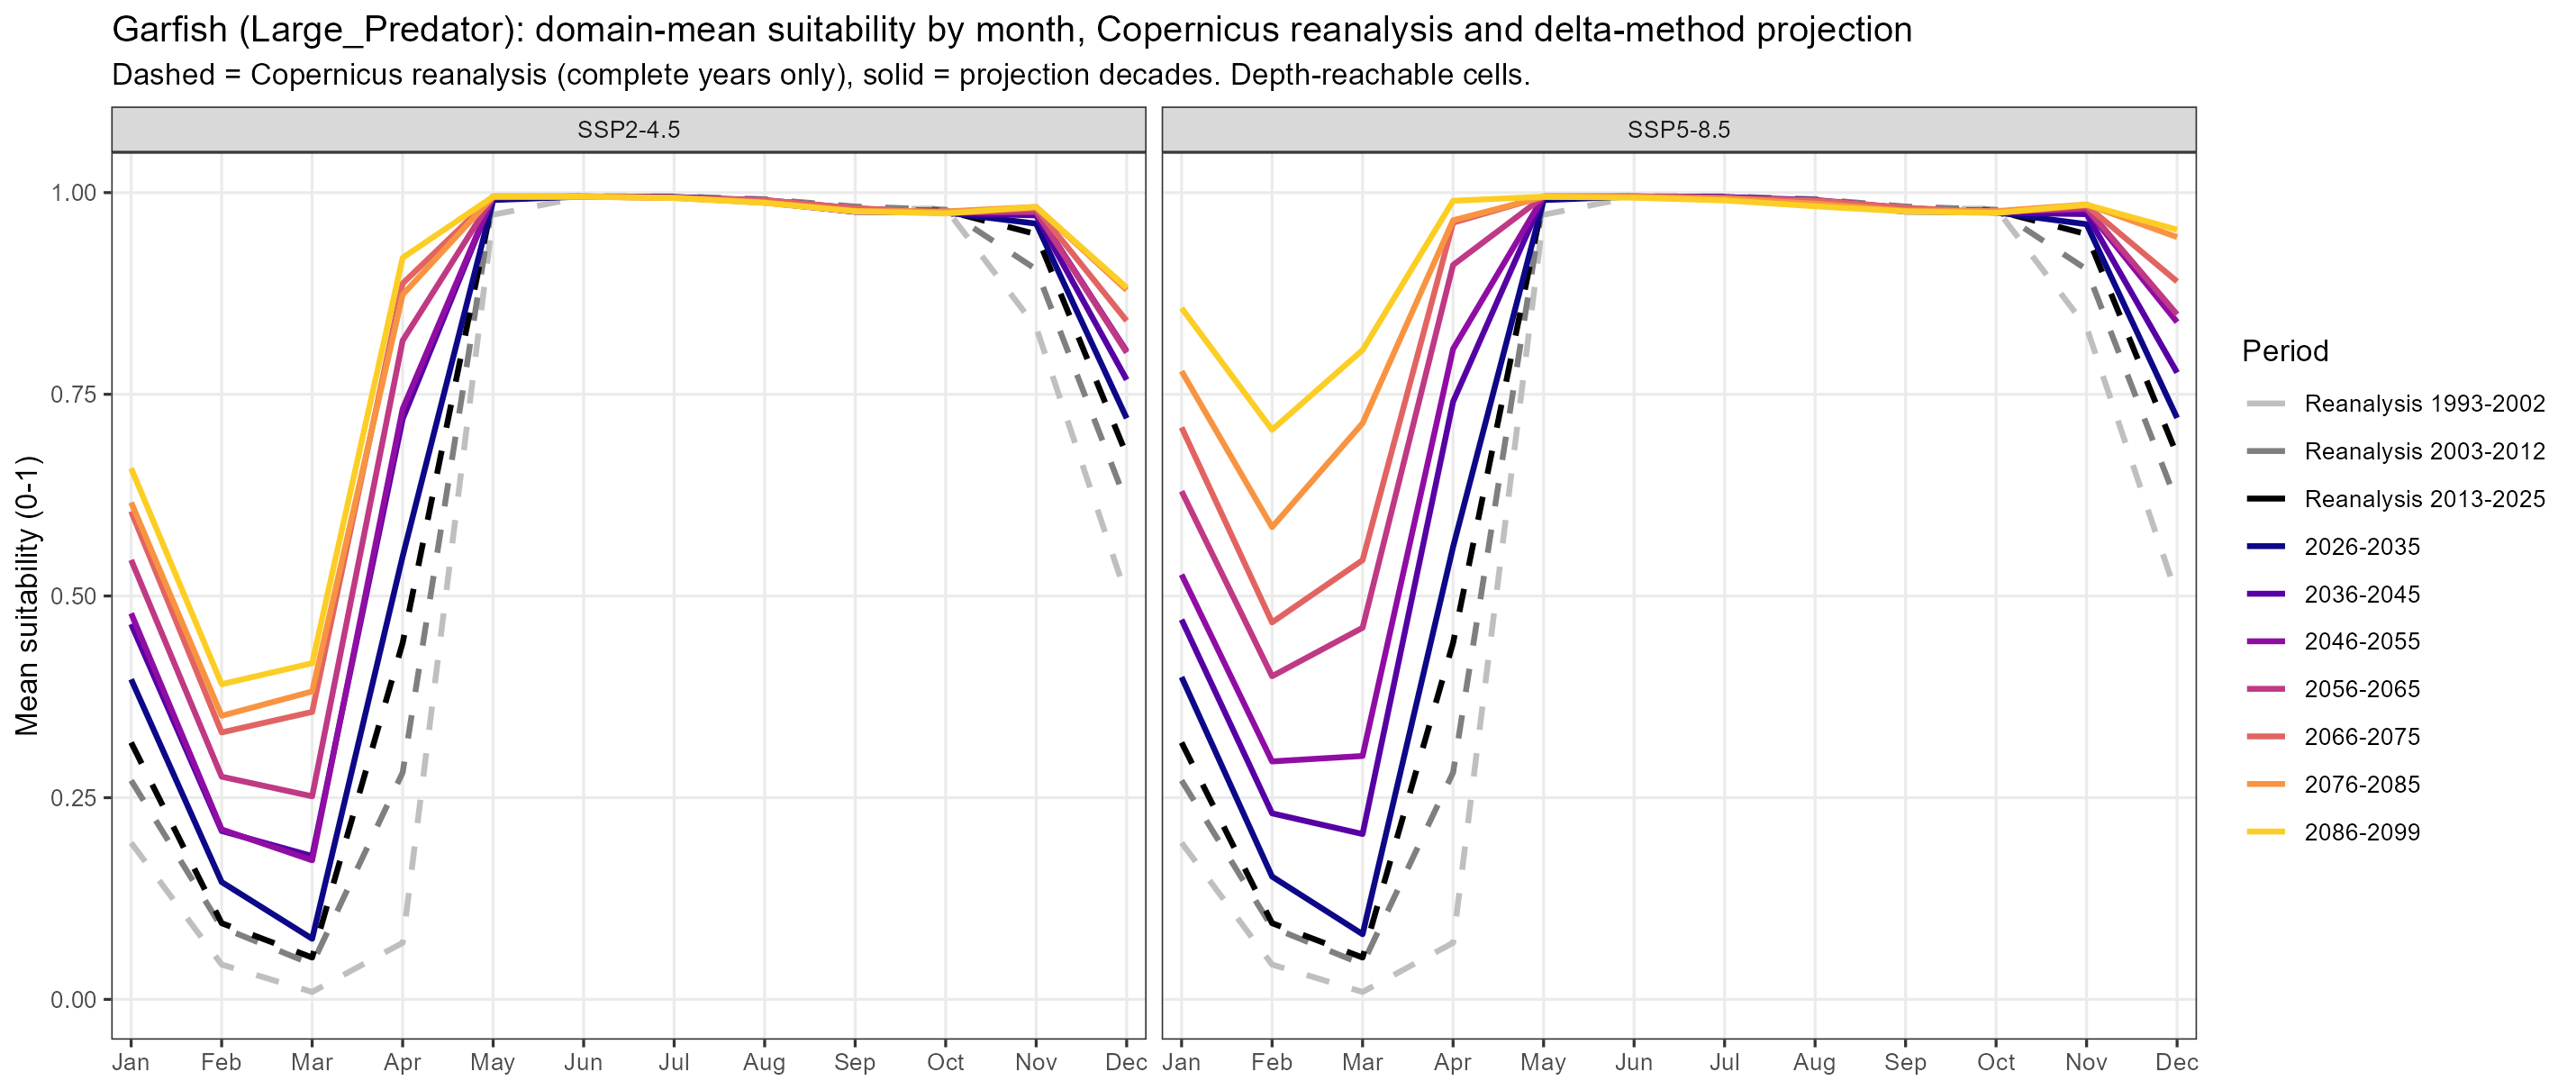 Garfish (Large_Predator): domain-mean suitability by month, Copernicus reanalysis and delta-method projection
Dashed = Copernicus reanalysis (complete years only), solid = projection decades. Depth-reachable cells.
SSP2-4.5
SSP5-8.5
Mean suitability (0-1)
1.00
0.75
0.50
0.25
0.00
Jan Feb Mar Apr May Jun Jul Aug Sep Oct Nov Dec
Jan Feb Mar Apr May Jun Jul Aug Sep Oct Nov Dec
Period
Reanalysis 1993-2002
Reanalysis 2003-2012
Reanalysis 2013-2025
2026-2035
2036-2045
2046-2055
2056-2065
2066-2075
2076-2085
2086-2099